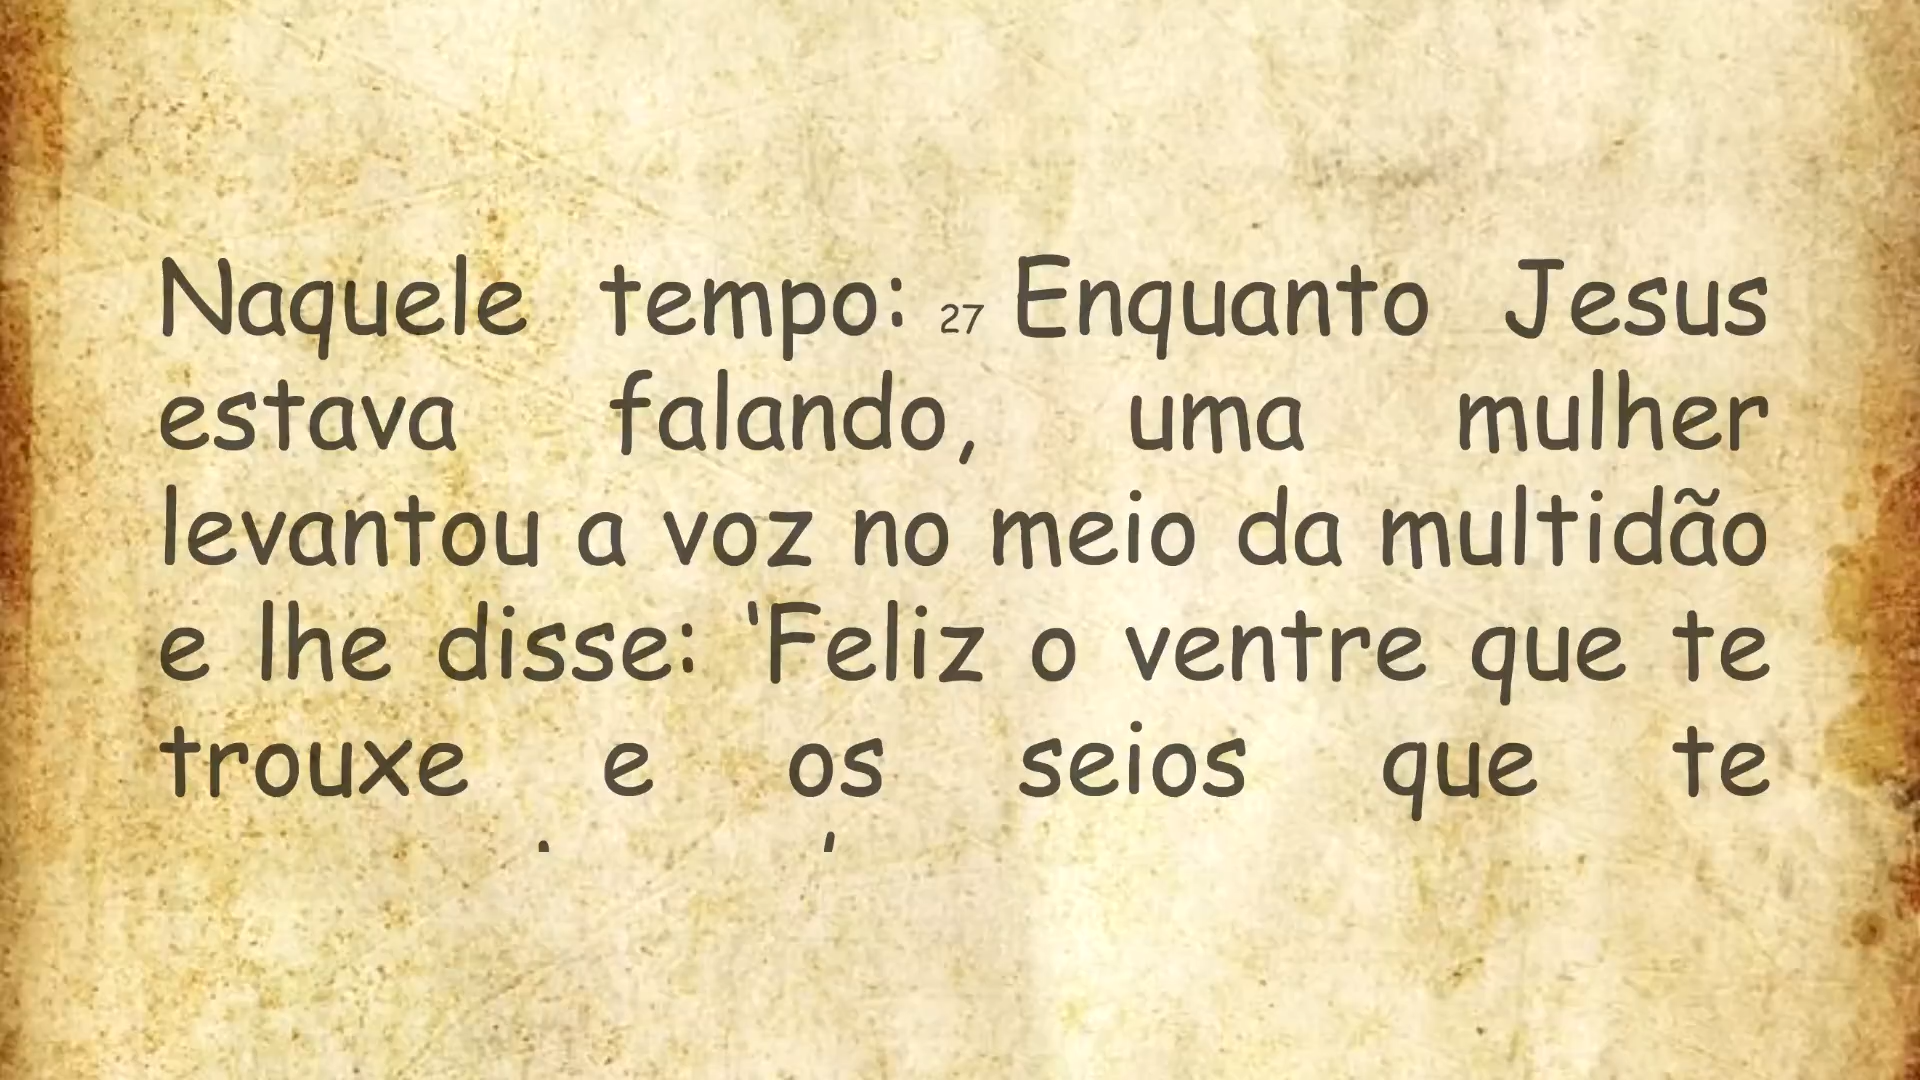 Naquele tempo: 27 Enquanto Jesus
estava falando, uma mulher
levantou a voz no meio da multidão
e lhe disse: 'Feliz o ventre que te
trouxe e os seios que te